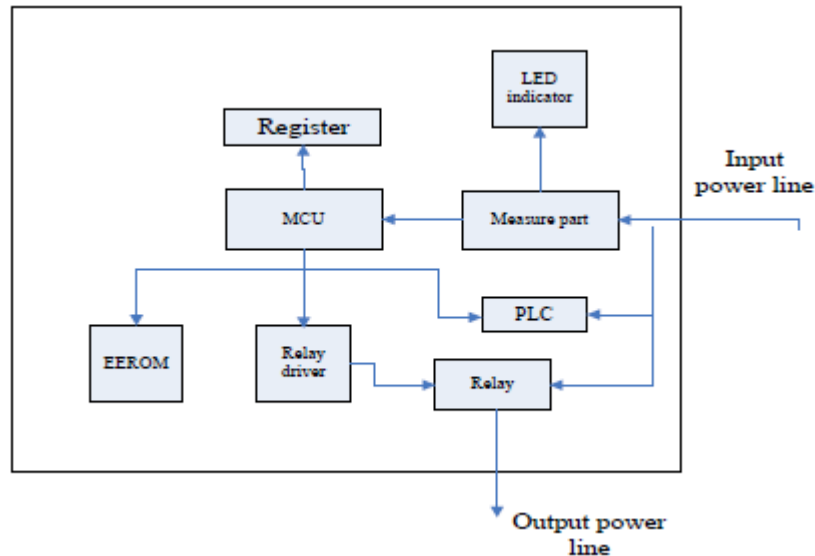 LED
indicator
Register
Input
power line
MCU
Measure part
PLC
EEROM
Relay
driver
Relay
Output power
line